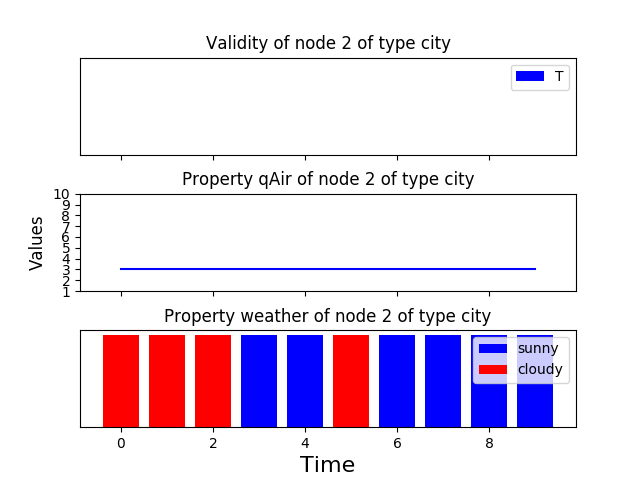 Validity of node 2 of type city
T
Property qAir of node 2 of type city
Values
10
9
8
7
6
5
4
3
2
1
Property weather of node 2 of type city
sunny
cloudy
0 2 4 6 8
Time